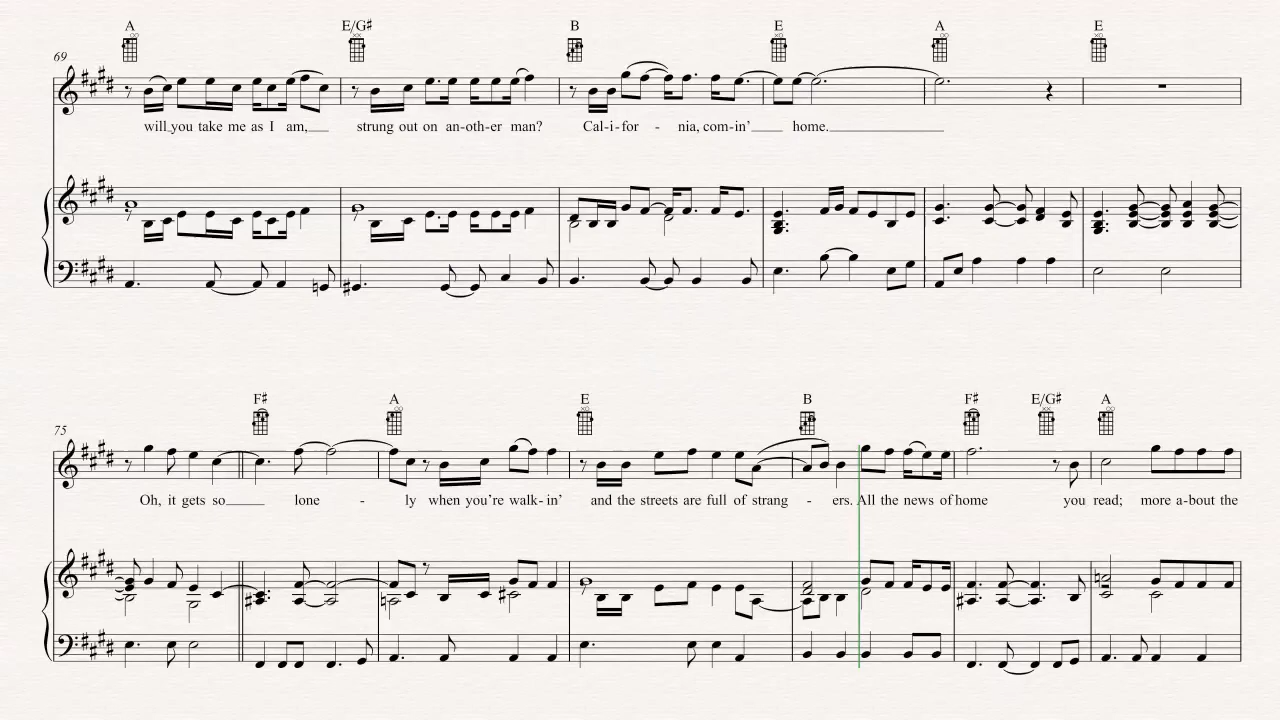 A E/G♯ B E A E
69
will you take me as I am, strung out on an-oth-er man? Cal-i-for - nia, com-in' home.
F♯ A E B F♯ E/G♯ A
75
Oh, it gets so lone - ly when you're walk-in' and the streets are full of strang - ers. All the news of home you read; more a-bout the